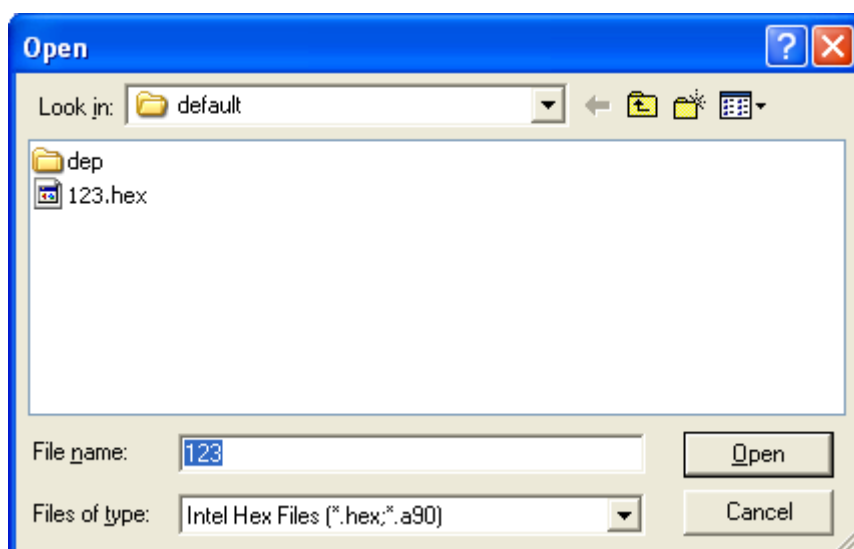 Open
Look in: default
dep
123.hex
File name: 123 Open
Files of type: Intel Hex Files (*.hex;*.a90) Cancel